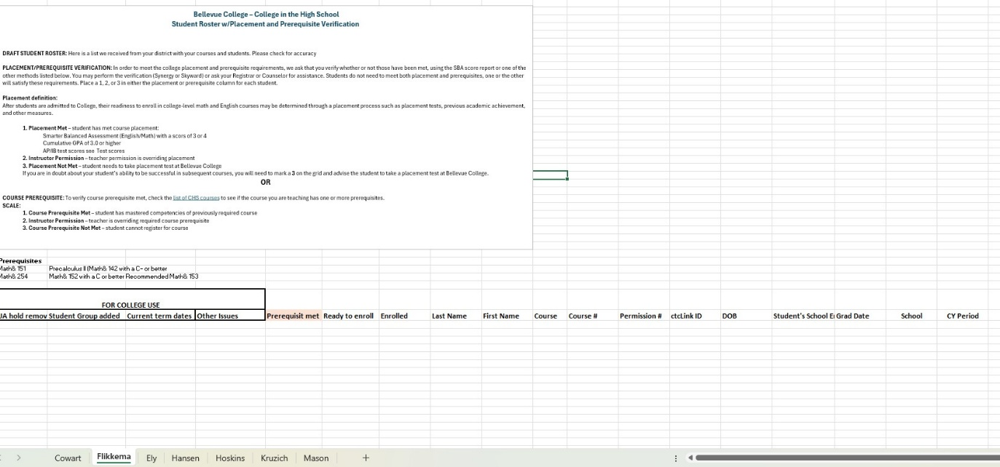 Bellevue College – College in the High School
Student Roster w/Placement and Prerequisite Verification
DRAFT STUDENT ROSTER: Here is a list we received from your district with your courses and students. Please check for accuracy
PLACEMENT/PREREQUISITE VERIFICATION: In order to meet the college placement and prerequisite requirements, we ask that you verify whether or not those have been met, using the SBA score report or one of the
other methods listed below. You may perform the verification (Synergy or Skyward) or ask your Registrar or Counselor for assistance. Students do not need to meet both placement and prerequisites, one or the other
will satisfy these requirements. Place a 1, 2, or 3 in either the placement or prerequisite column for each student.
Placement definition:
After students are admitted to College, their readiness to enroll in college-level math and English courses may be determined through a placement process such as placement tests, previous academic achievement,
and other measures.
1. Placement Met – student has met course placement:
Smarter Balanced Assessment (English/Math) with a scors of 3 or 4
Cumulative GPA of 3.0 or higher
AP/IB test scores see Test scores
2. Instructor Permission – teacher permission is overriding placement
3. Placement Not Met – student needs to take placement test at Bellevue College
If you are in doubt about your student's ability to be successful in subsequent courses, you will need to mark a 3 on the grid and advise the student to take a placement test at Bellevue College.
OR
COURSE PREREQUISITE: To verify course prerequisite met, check the list of CHS courses to see if the course you are teaching has one or more prerequisites.
SCALE:
1. Course Prerequisite Met – student has mastered competencies of previously required course
2. Instructor Permission – teacher is overriding required course prerequisite
3. Course Prerequisite Not Met – student cannot register for course
Prerequisites
Math& 151 Precalculus II (Math& 142 with a C- or better
Math& 254 Math& 152 with a C or better Recommended Math& 153
FOR COLLEGE USE
JA hold remov Student Group added Current term dates Other Issues Prerequisit met Ready to enroll Enrolled Last Name First Name Course Course # Permission # ctcLink ID DOB Student's School E Grad Date School CY Period
Cowart Flikkema Ely Hansen Hoskins Kruzich Mason +